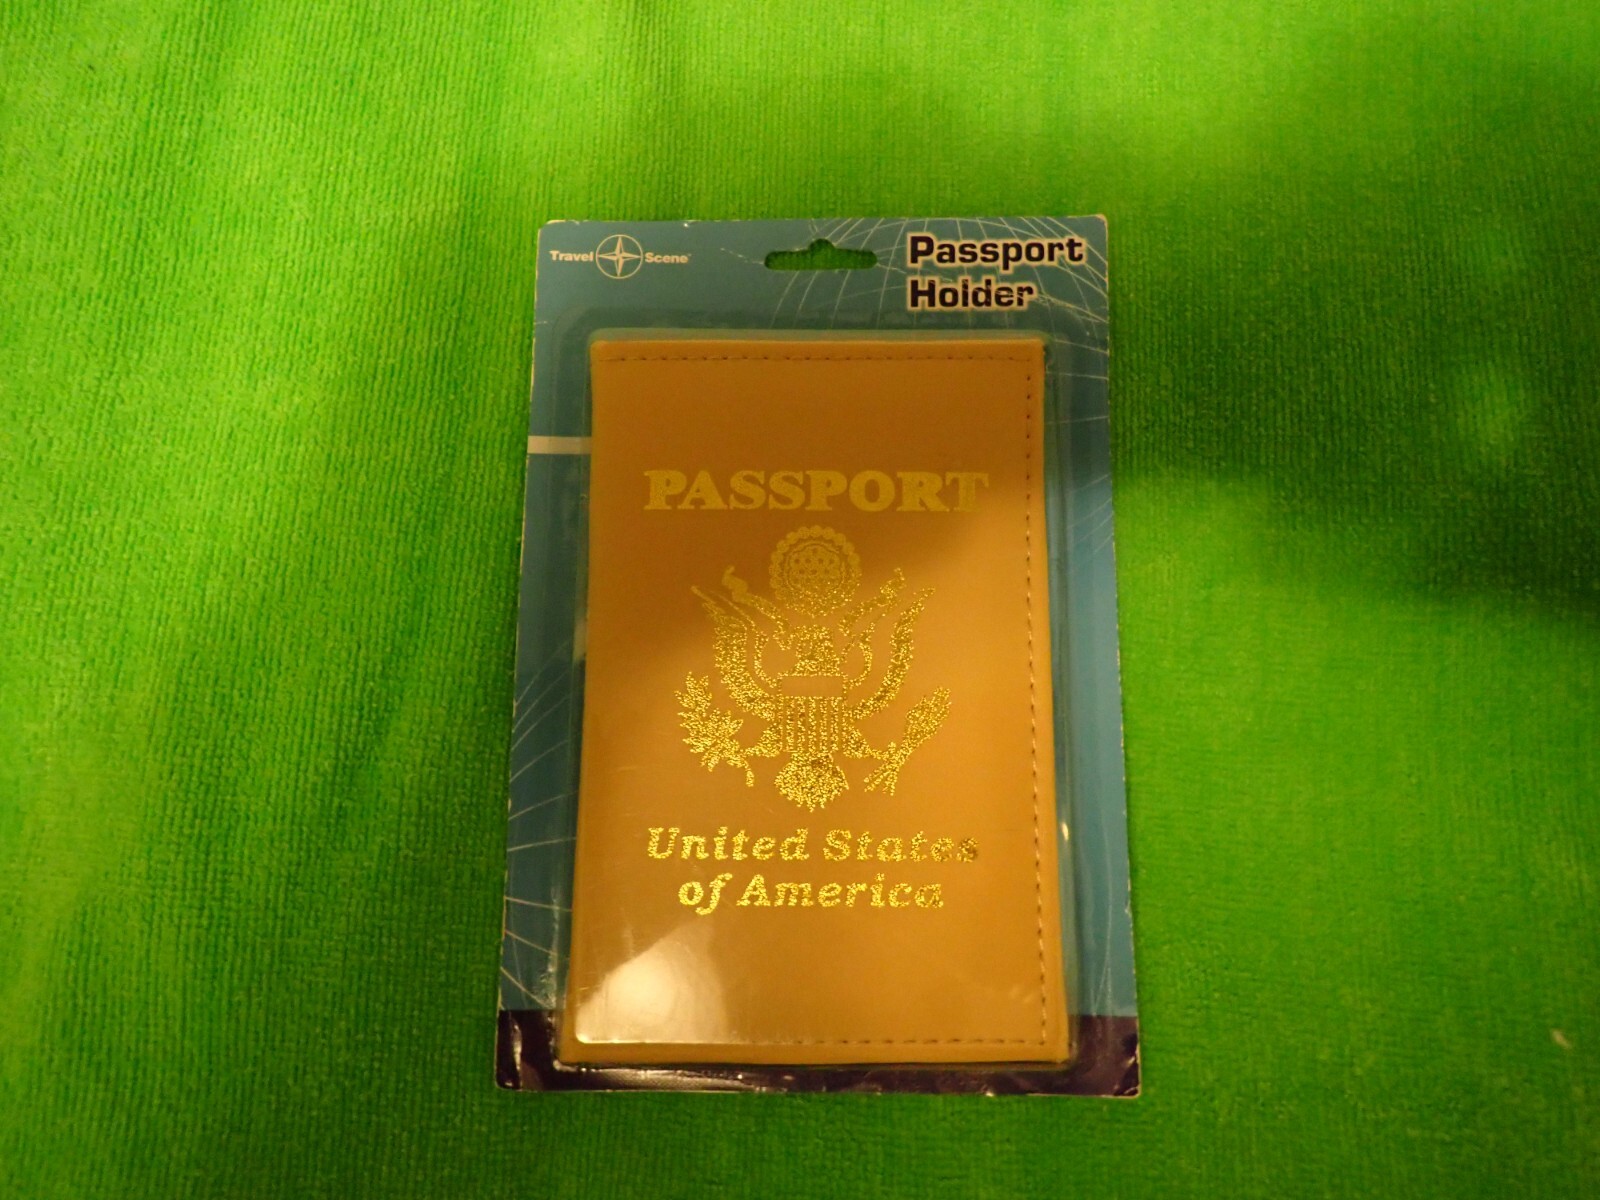 Travel Scene
Passport
Holder
PASSPORT
United States
of America